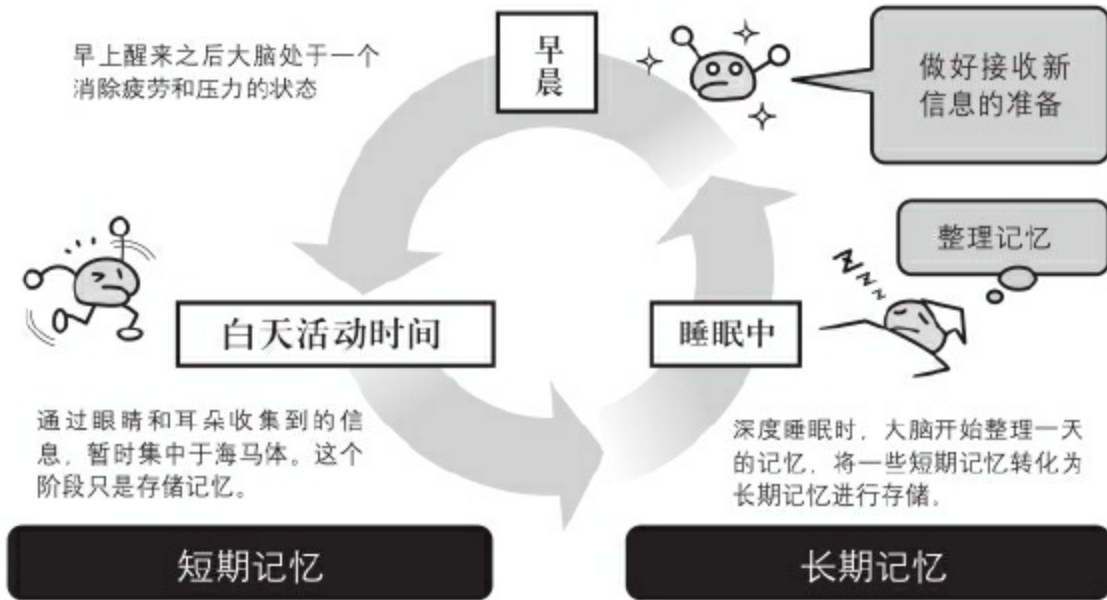 早上醒来之后大脑处于一个
消除疲劳和压力的状态
早
晨
做好接收新
信息的准备
整理记忆
Z
Z
Z
Z
白天活动时间
睡眠中
通过眼睛和耳朵收集到的信
息，暂时集中于海马体。这个
阶段只是存储记忆。
深度睡眠时，大脑开始整理一天
的记忆，将一些短期记忆转化为
长期记忆进行存储。
短期记忆
长期记忆